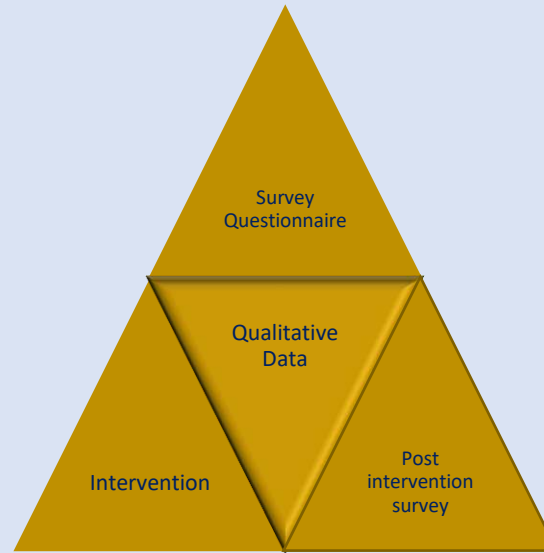 Survey
Questionnaire
Qualitative
Data
Intervention
Post
intervention
survey